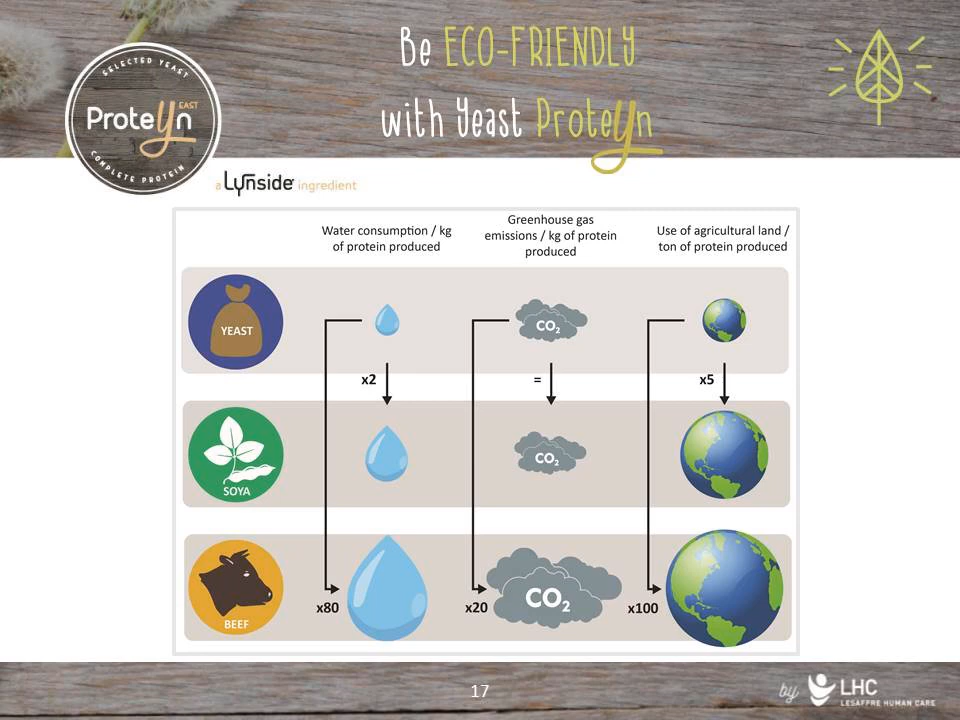 Be ECO-FRIENDLY
with Yeast Proteyn
SELECTED YEAST
EAST
Proteyn
COMPLETE PROTEIN
a Lynside® ingredient
Water consumption / kg
of protein produced
Greenhouse gas
emissions / kg of protein
produced
Use of agricultural land /
ton of protein produced
YEAST
CO₂
x2
=
x5
SOYA
CO₂
BEEF
x80
x20
CO₂
x100
17
by LHC
LESAFFRE HUMAN CARE